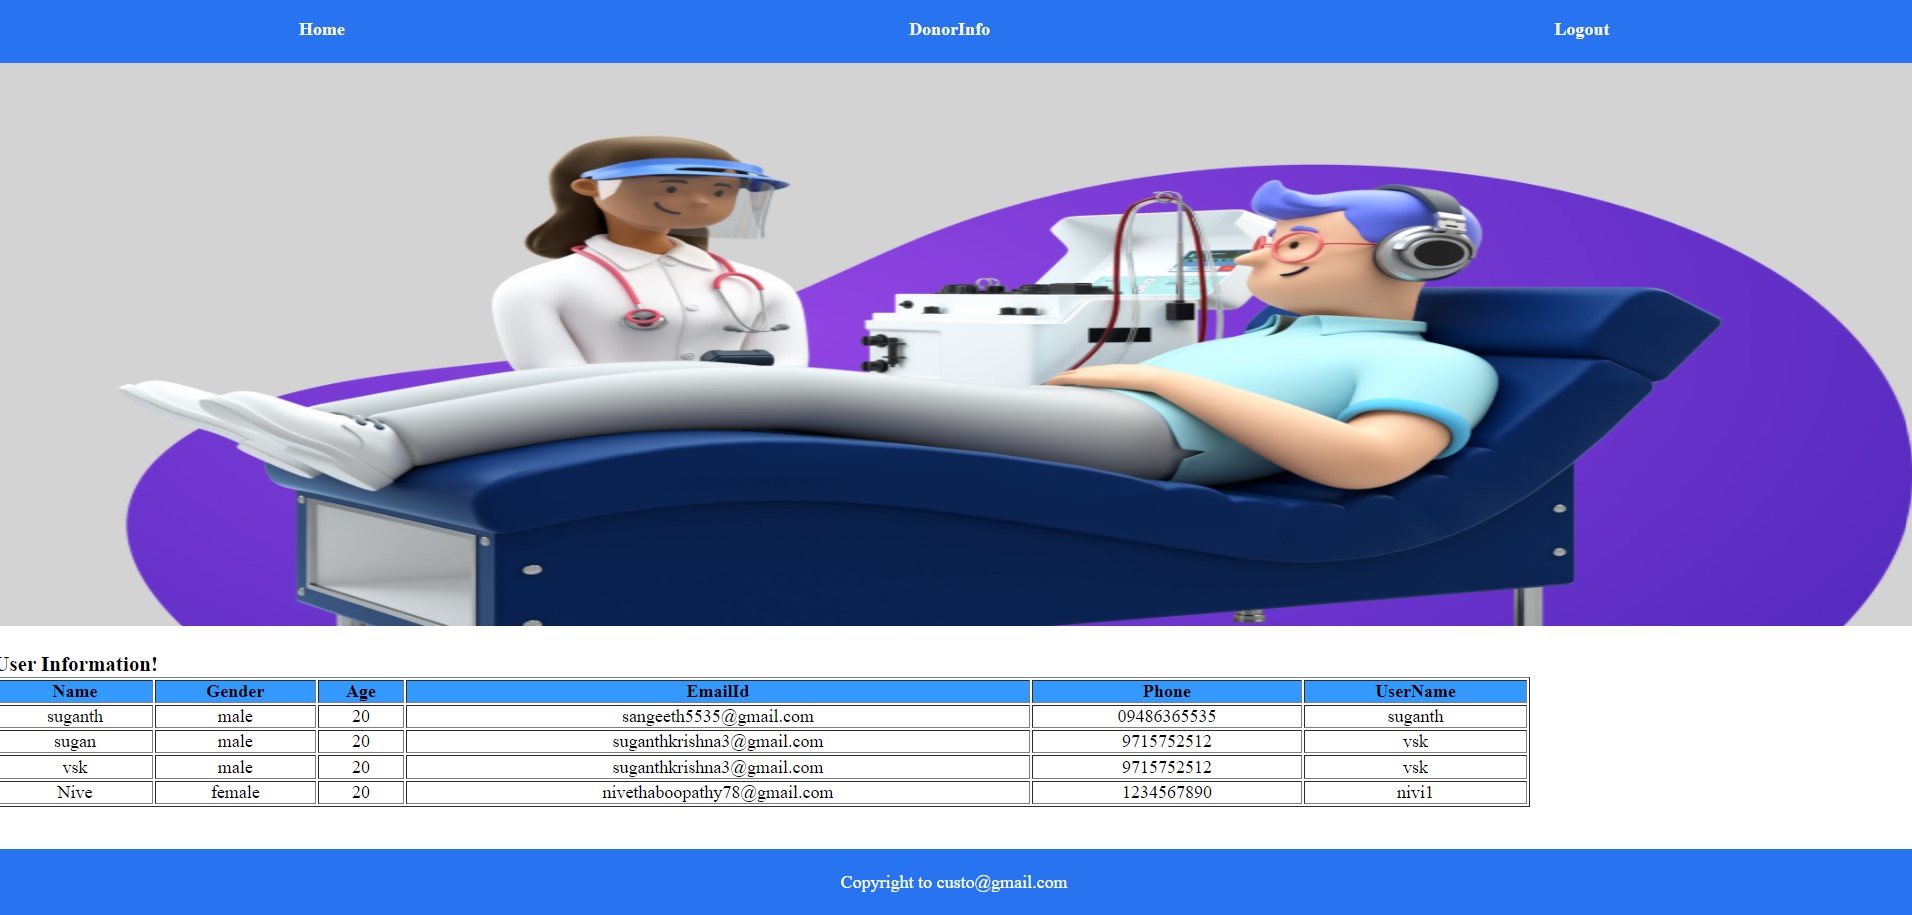 Home DonorInfo Logout
User Information!
Name Gender Age EmailId Phone UserName
suganth male 20 sangeeth5535@gmail.com 09486365535 suganth
sugan male 20 suganthkrishna3@gmail.com 9715752512 vsk
vsk male 20 suganthkrishna3@gmail.com 9715752512 vsk
Nive female 20 nivethaboopathy78@gmail.com 1234567890 nivi1
Copyright to custo@gmail.com